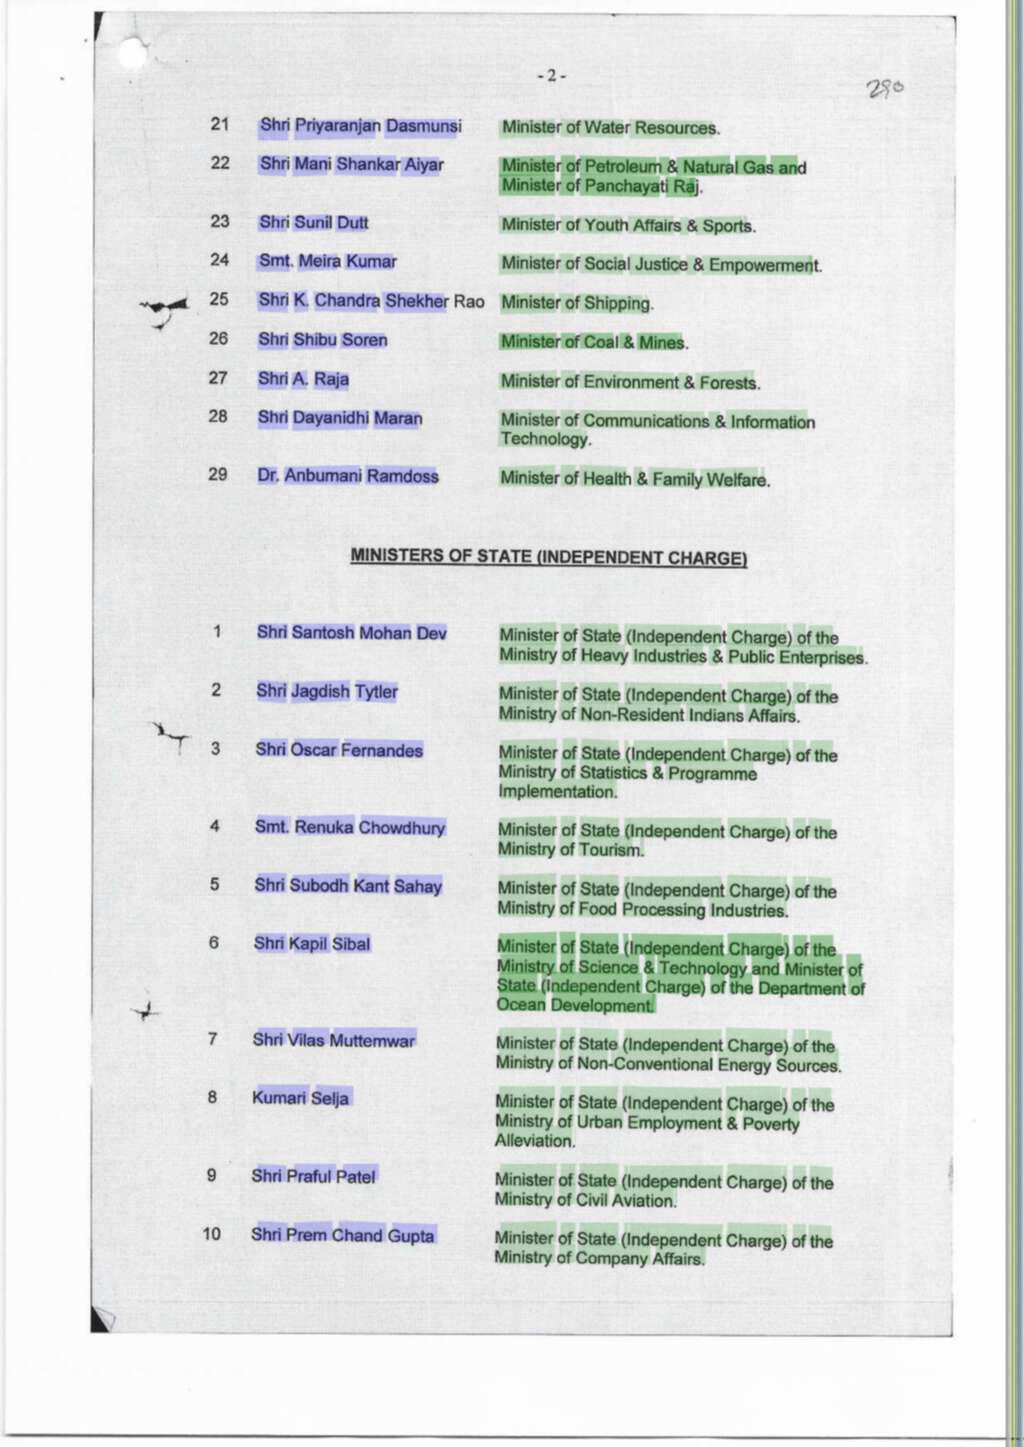 - 2 -
290
21 Shri Priyaranjan Dasmunsi Minister of Water Resources.
22 Shri Mani Shankar Aiyar Minister of Petroleum & Natural Gas and
Minister of Panchayati Raj.
23 Shri Sunil Dutt Minister of Youth Affairs & Sports.
24 Smt. Meira Kumar Minister of Social Justice & Empowerment.
25 Shri K. Chandra Shekher Rao Minister of Shipping.
26 Shri Shibu Soren Minister of Coal & Mines.
27 Shri A. Raja Minister of Environment & Forests.
28 Shri Dayanidhi Maran Minister of Communications & Information
Technology.
29 Dr. Anbumani Ramdoss Minister of Health & Family Welfare.
MINISTERS OF STATE (INDEPENDENT CHARGE)
1 Shri Santosh Mohan Dev Minister of State (Independent Charge) of the
Ministry of Heavy Industries & Public Enterprises.
2 Shri Jagdish Tytler Minister of State (Independent Charge) of the
Ministry of Non-Resident Indians Affairs.
3 Shri Oscar Fernandes Minister of State (Independent Charge) of the
Ministry of Statistics & Programme
Implementation.
4 Smt. Renuka Chowdhury Minister of State (Independent Charge) of the
Ministry of Tourism.
5 Shri Subodh Kant Sahay Minister of State (Independent Charge) of the
Ministry of Food Processing Industries.
6 Shri Kapil Sibal Minister of State (Independent Charge) of the
Ministry of Science & Technology and Minister of
State (Independent Charge) of the Department of
Ocean Development.
7 Shri Vilas Muttemwar Minister of State (Independent Charge) of the
Ministry of Non-Conventional Energy Sources.
8 Kumari Selja Minister of State (Independent Charge) of the
Ministry of Urban Employment & Poverty
Alleviation.
9 Shri Praful Patel Minister of State (Independent Charge) of the
Ministry of Civil Aviation.
10 Shri Prem Chand Gupta Minister of State (Independent Charge) of the
Ministry of Company Affairs.